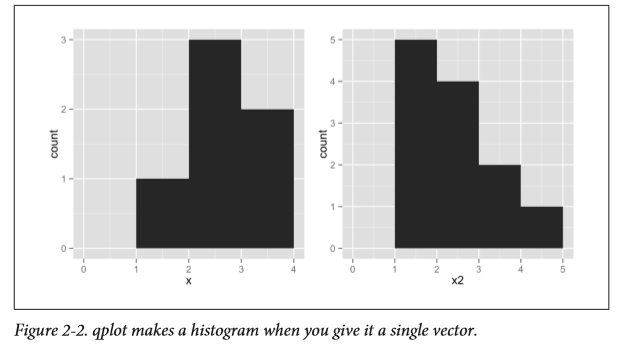 3
2
1
0
count
0 1 2 3 4
x
5
4
3
2
1
0
count
0 1 2 3 4 5
x2
Figure 2-2. qplot makes a histogram when you give it a single vector.